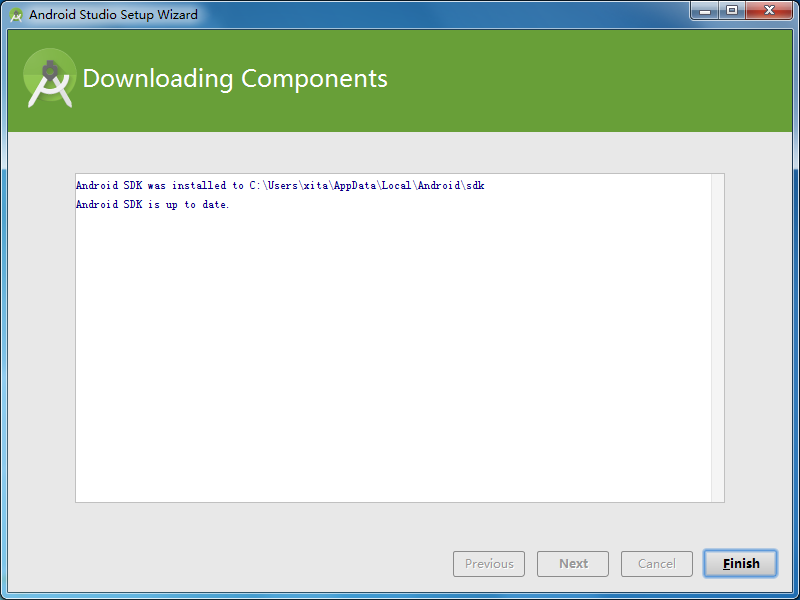 Android Studio Setup Wizard
Downloading Components
Android SDK was installed to C:\Users\xita\AppData\Local\Android\sdk
Android SDK is up to date.
Previous
Next
Cancel
Finish